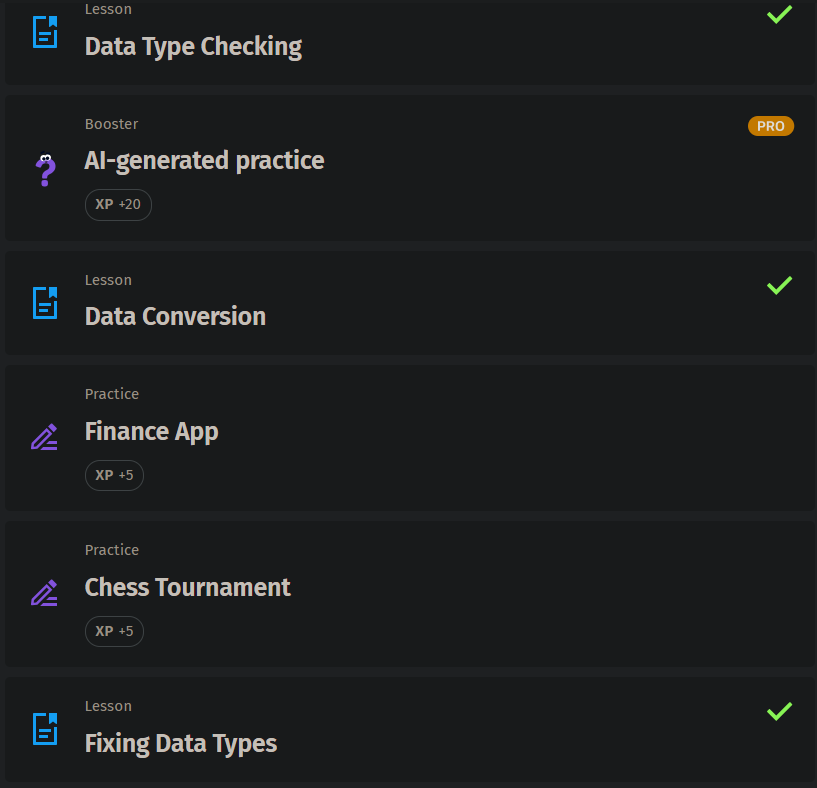 Lesson
Data Type Checking
Booster
PRO
AI-generated practice
XP +20
Lesson
Data Conversion
Practice
Finance App
XP +5
Practice
Chess Tournament
XP +5
Lesson
Fixing Data Types